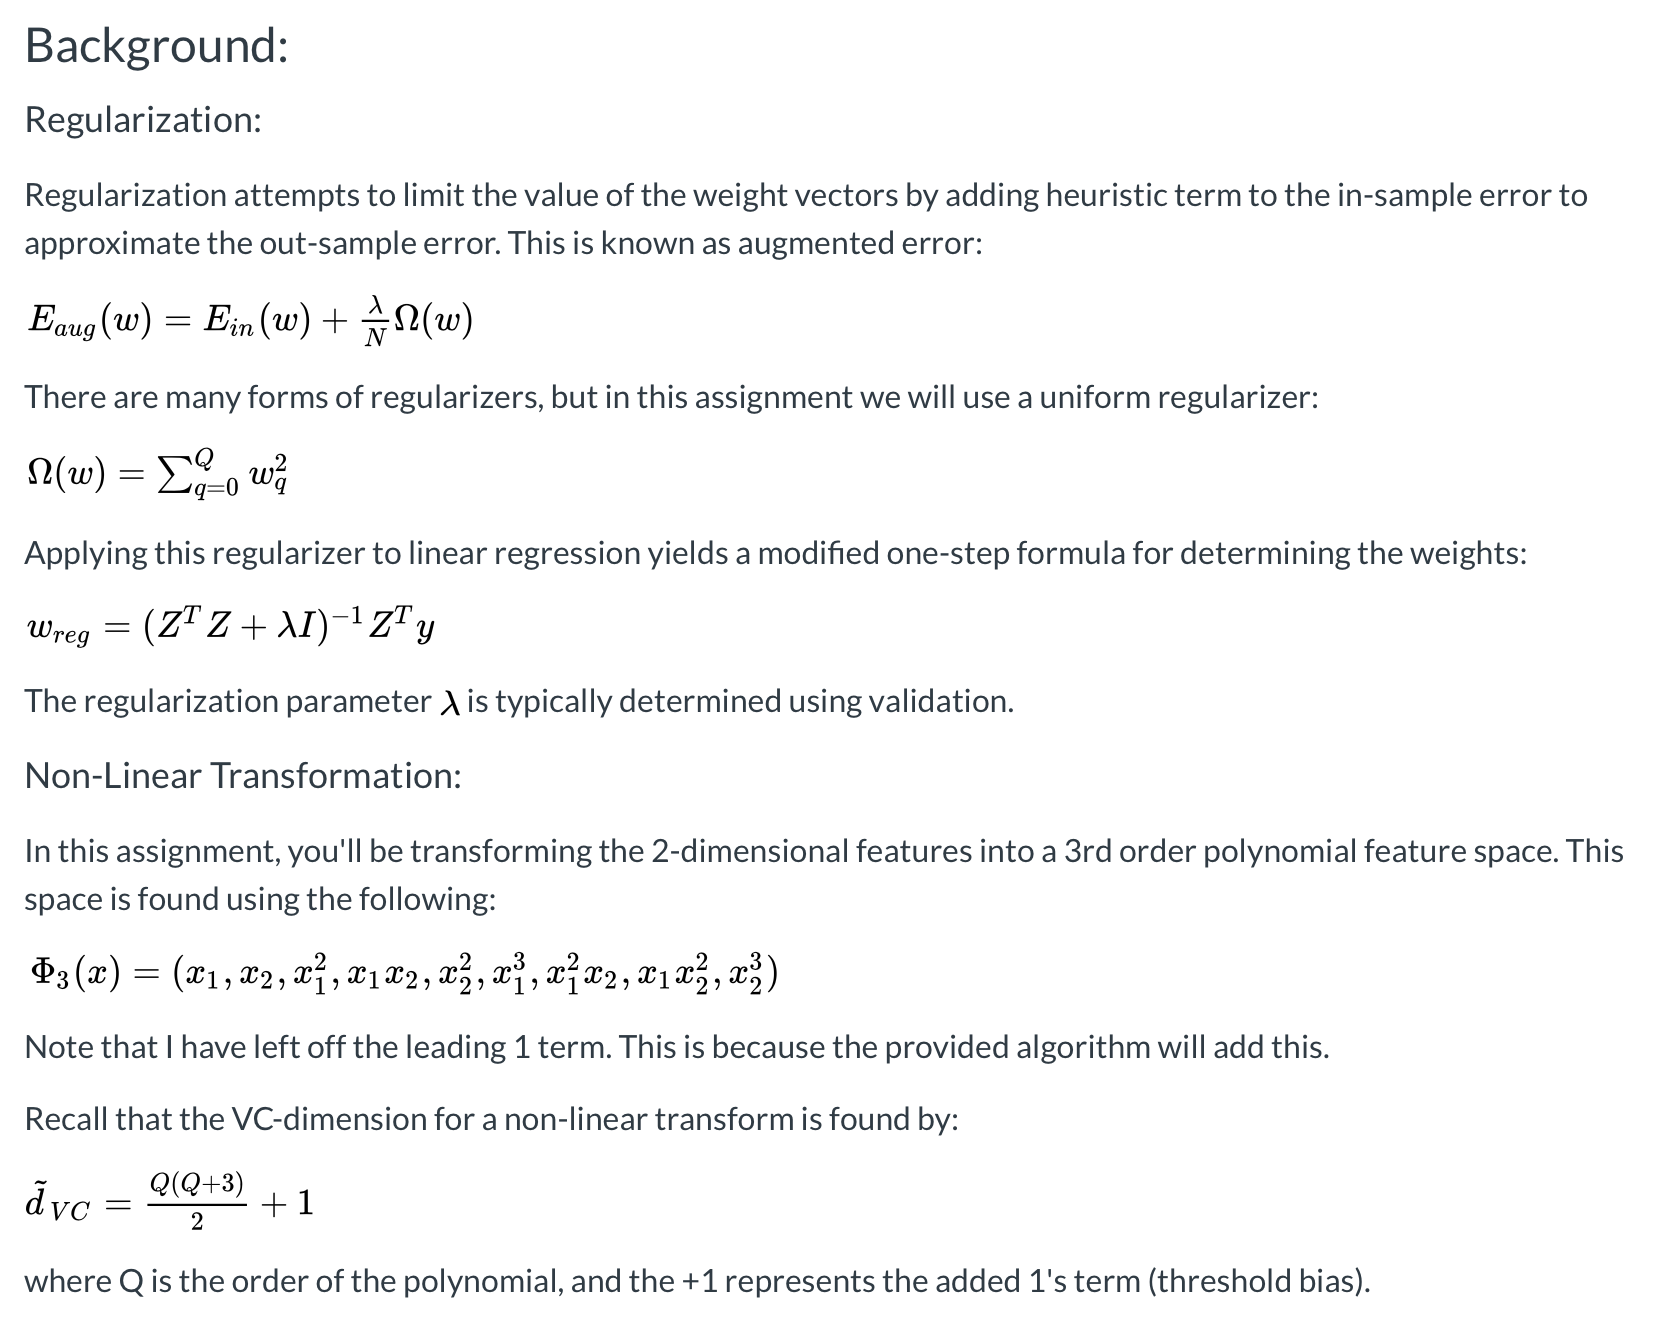 Background:
Regularization:
Regularization attempts to limit the value of the weight vectors by adding heuristic term to the in-sample error to
approximate the out-sample error. This is known as augmented error:
E_{aug}(w) = E_{in}(w) + \frac{λ}{N}Ω(w)
There are many forms of regularizers, but in this assignment we will use a uniform regularizer:
Ω(w) = \sum_{q=0}^{Q} w_q^2
Applying this regularizer to linear regression yields a modified one-step formula for determining the weights:
w_{reg} = (Z^T Z + λI)^{-1} Z^T y
The regularization parameter λ is typically determined using validation.
Non-Linear Transformation:
In this assignment, you'll be transforming the 2-dimensional features into a 3rd order polynomial feature space. This
space is found using the following:
Φ_3(x) = (x_1, x_2, x_1^2, x_1x_2, x_2^2, x_1^3, x_1^2x_2, x_1x_2^2, x_2^3)
Note that I have left off the leading 1 term. This is because the provided algorithm will add this.
Recall that the VC-dimension for a non-linear transform is found by:
\tilde{d}_{VC} = \frac{Q(Q+3)}{2} + 1
where Q is the order of the polynomial, and the +1 represents the added 1's term (threshold bias).